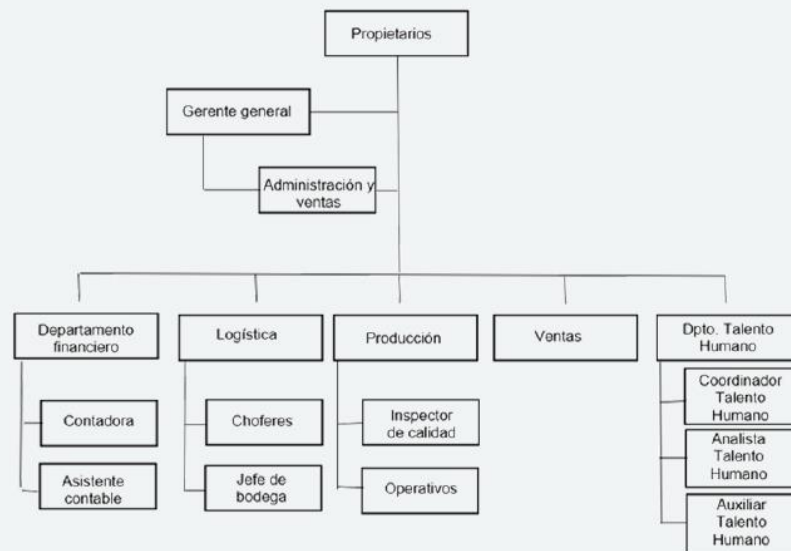 Propietarios
Gerente general
Administración y
ventas
Departamento
financiero
Logística
Producción
Ventas
Dpto. Talento
Humano
Contadora
Asistente
contable
Choferes
Jefe de
bodega
Inspector
de calidad
Operativos
Coordinador
Talento
Humano
Analista
Talento
Humano
Auxiliar
Talento
Humano